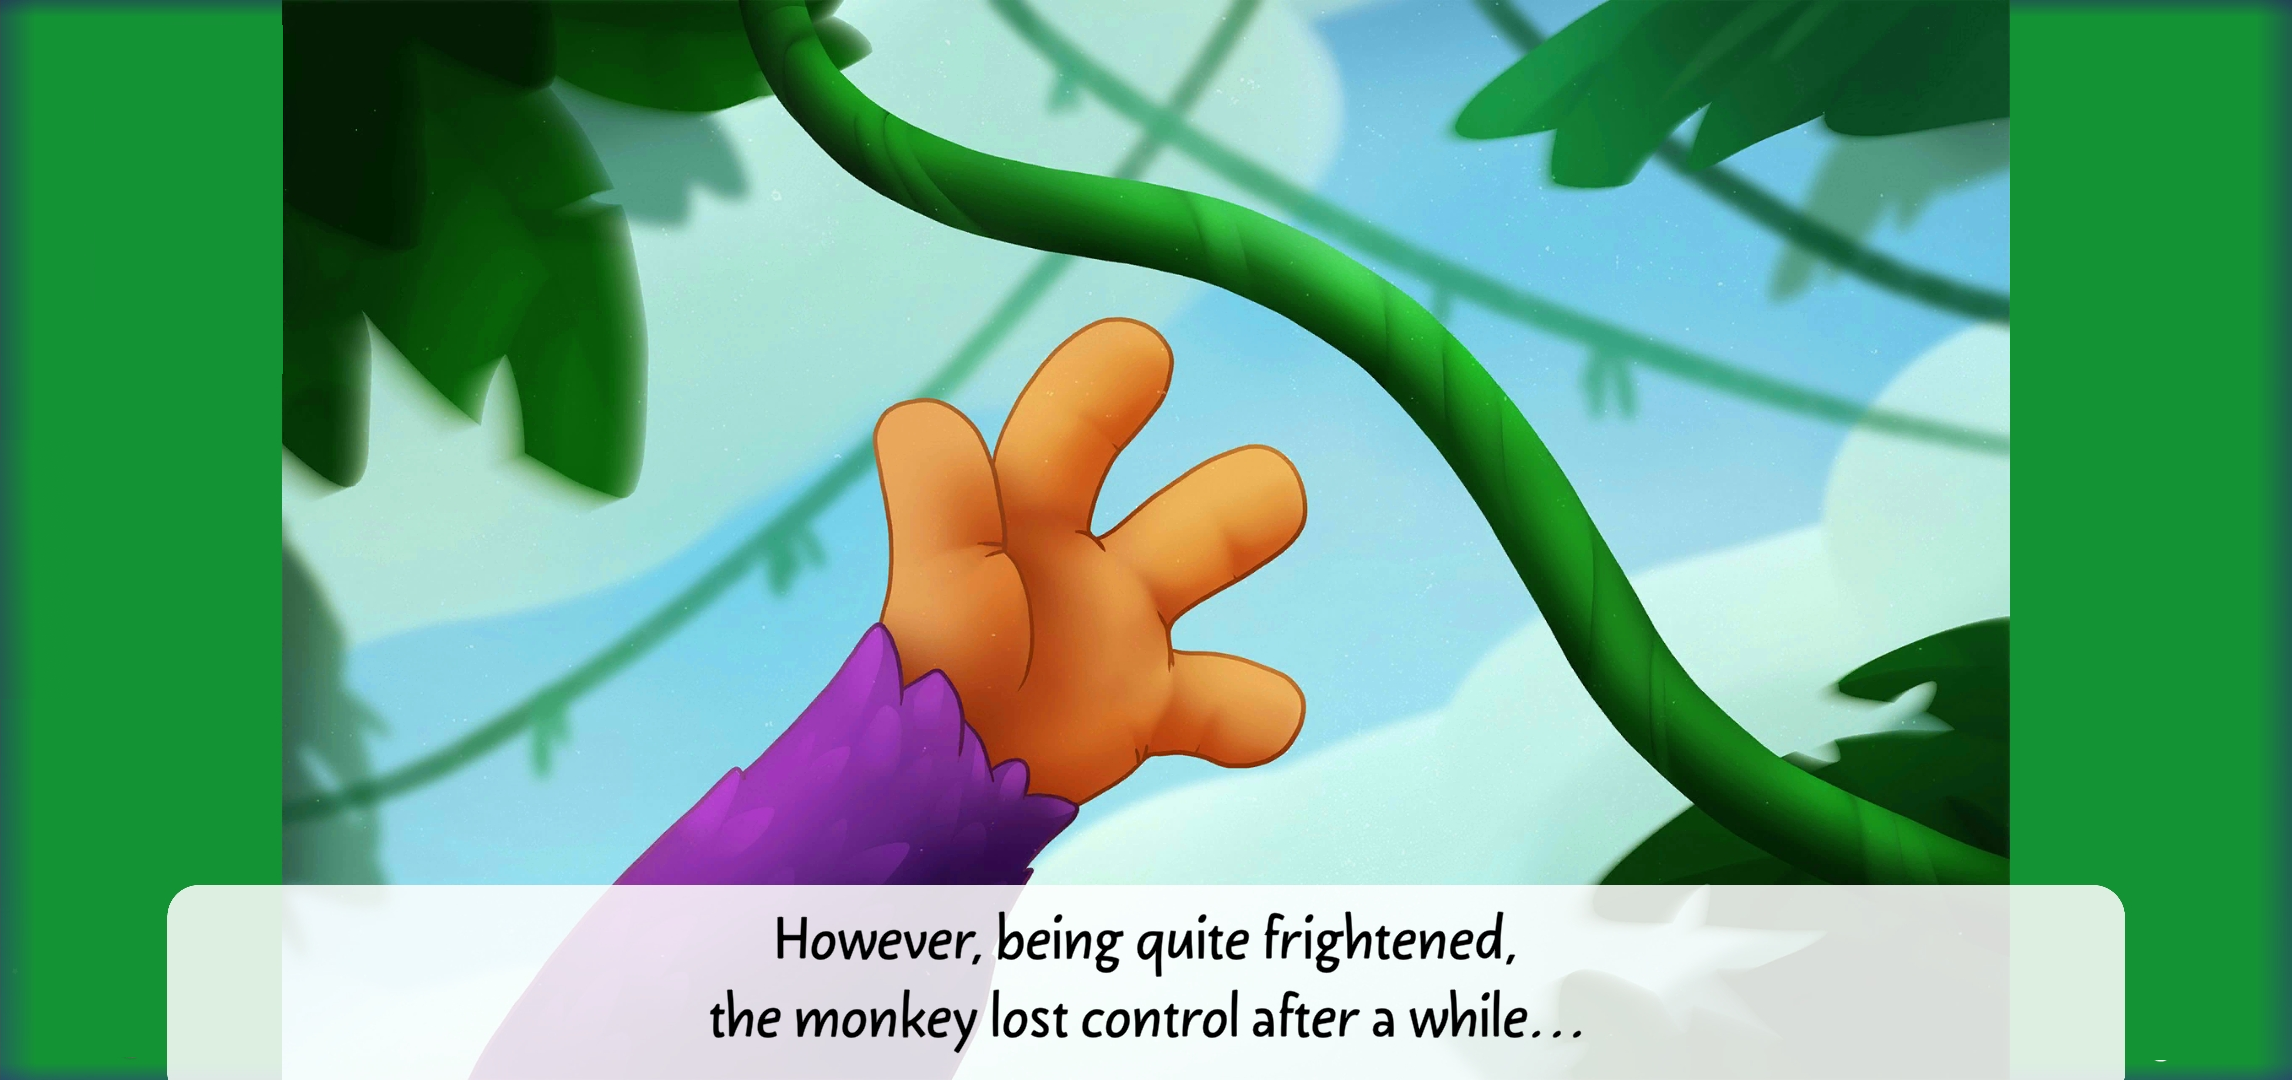 However, being quite frightened,
the monkey lost control after a while...